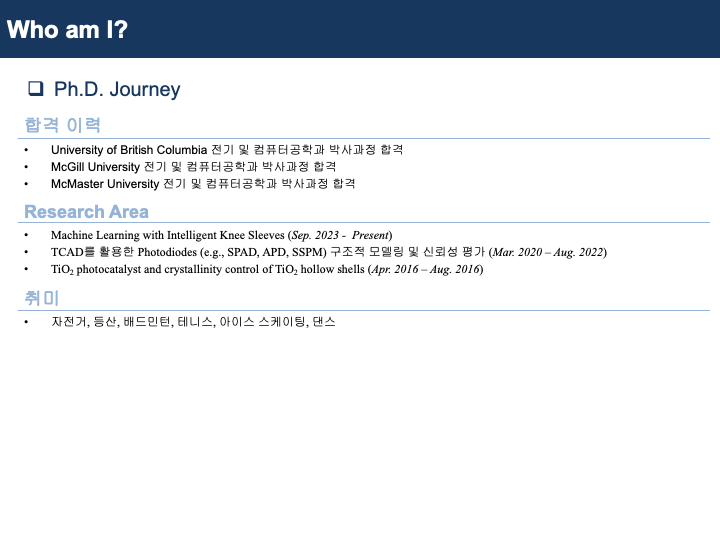 Who am I?
❑ Ph.D. Journey
합격 이력
• University of British Columbia 전기 및 컴퓨터공학과 박사과정 합격
• McGill University 전기 및 컴퓨터공학과 박사과정 합격
• McMaster University 전기 및 컴퓨터공학과 박사과정 합격
Research Area
• Machine Learning with Intelligent Knee Sleeves (Sep. 2023 - Present)
• TCAD를 활용한 Photodiodes (e.g., SPAD, APD, SSPM) 구조적 모델링 및 신뢰성 평가 (Mar. 2020 – Aug. 2022)
• TiO₂ photocatalyst and crystallinity control of TiO₂ hollow shells (Apr. 2016 – Aug. 2016)
취미
• 자전거, 등산, 배드민턴, 테니스, 아이스 스케이팅, 댄스